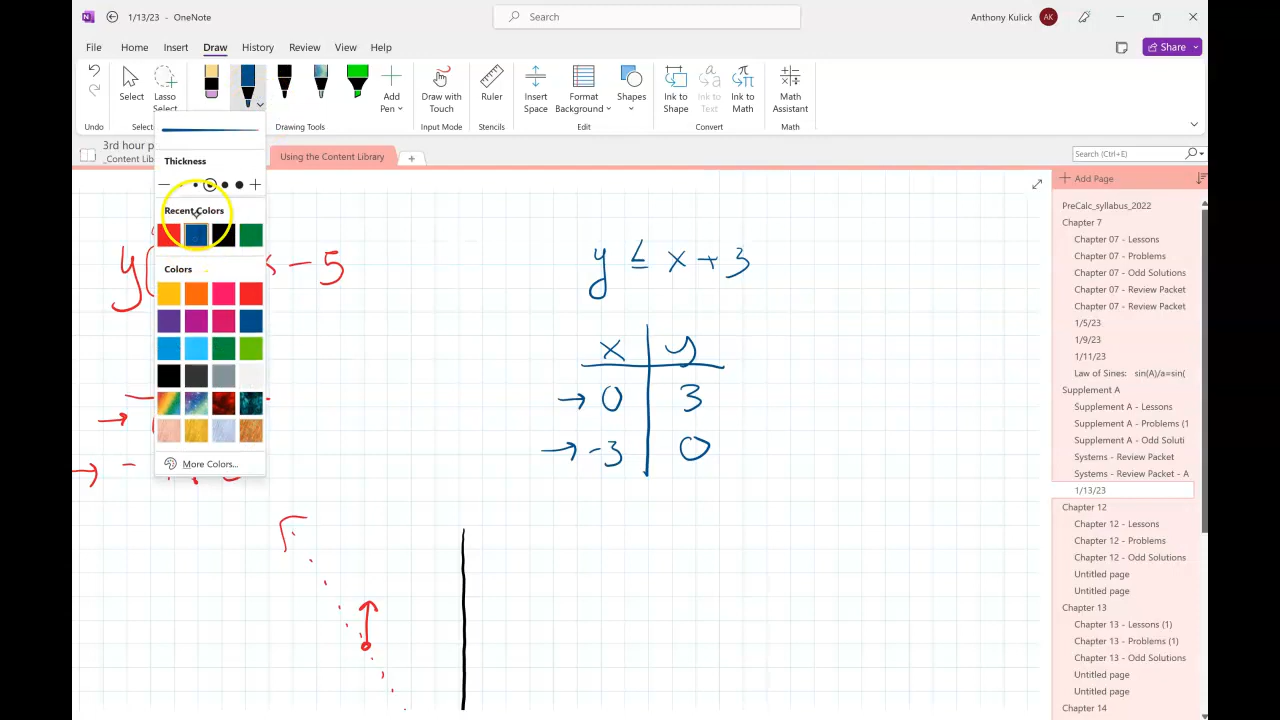 1/13/23 - OneNote
Search
Anthony Kulick
AK
File Home Insert Draw History Review View Help
Share
Undo
Select
Lasso Select
Add Pen
Draw with Touch
Ruler
Insert Space
Format Background
Shapes
Ink to Shape
Ink to Text
Ink to Math
Math Assistant
Undo Drawing Tools Input Mode Stencils Edit Convert Math
3rd hour p
_Content Lib
Using the Content Library
Search (Ctrl+E)
Thickness
Recent Colors
Colors
More Colors...
- 5
y ≤ x + 3
x y
→ 0 3
→ -3 0
Add Page
PreCalc_syllabus_2022
Chapter 7
Chapter 07 - Lessons
Chapter 07 - Problems
Chapter 07 - Odd Solutions
Chapter 07 - Review Packet
Chapter 07 - Review Packet
1/5/23
1/9/23
1/11/23
Law of Sines: sin(A)/a=sin(
Supplement A
Supplement A - Lessons
Supplement A - Problems (1
Supplement A - Odd Soluti
Systems - Review Packet
Systems - Review Packet - A
1/13/23
Chapter 12
Chapter 12 - Lessons
Chapter 12 - Problems
Chapter 12 - Odd Solutions
Untitled page
Untitled page
Chapter 13
Chapter 13 - Lessons (1)
Chapter 13 - Problems (1)
Chapter 13 - Odd Solutions
Untitled page
Untitled page
Chapter 14